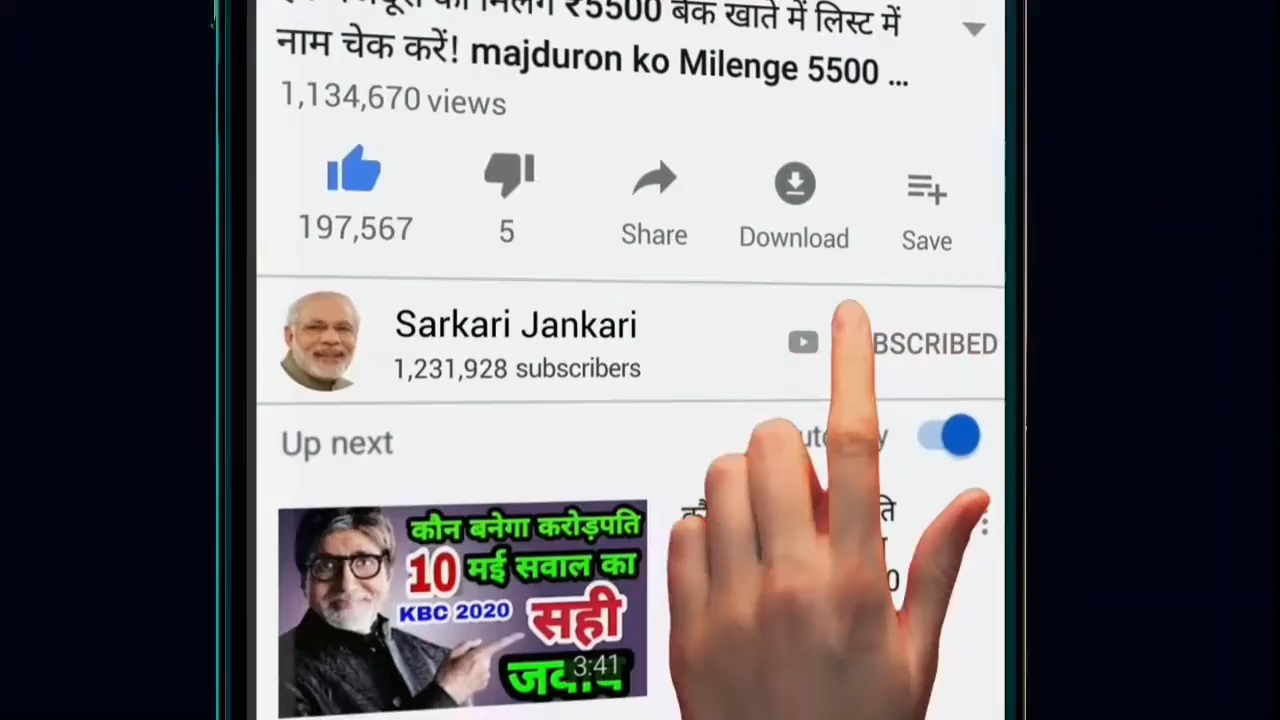 ₹5500 बैंक खाते में लिस्ट में
नाम चेक करें! majduron ko Milenge 5500 ...
1,134,670 views
197,567
5
Share
Download
Save
Sarkari Jankari
1,231,928 subscribers
BSCRIBED
Up next
कौन बनेगा करोड़पति
10 मई सवाल का
KBC 2020 सही
3:41